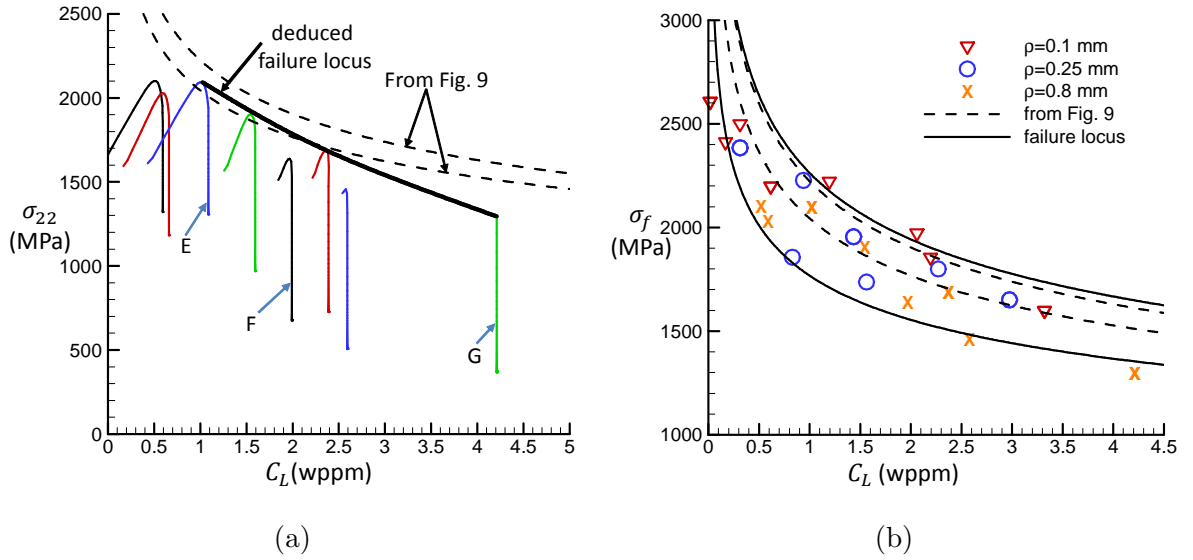 2500
2000
1500
1000
500
0
σ22
(MPa)
deduced
failure locus
From Fig. 9
E
F
G
0 0.5 1 1.5 2 2.5 3 3.5 4 4.5 5
CL(wppm)
(a)
3000
2500
2000
1500
1000
σf
(MPa)
ρ=0.1 mm
ρ=0.25 mm
ρ=0.8 mm
from Fig. 9
failure locus
0 0.5 1 1.5 2 2.5 3 3.5 4 4.5
CL (wppm)
(b)